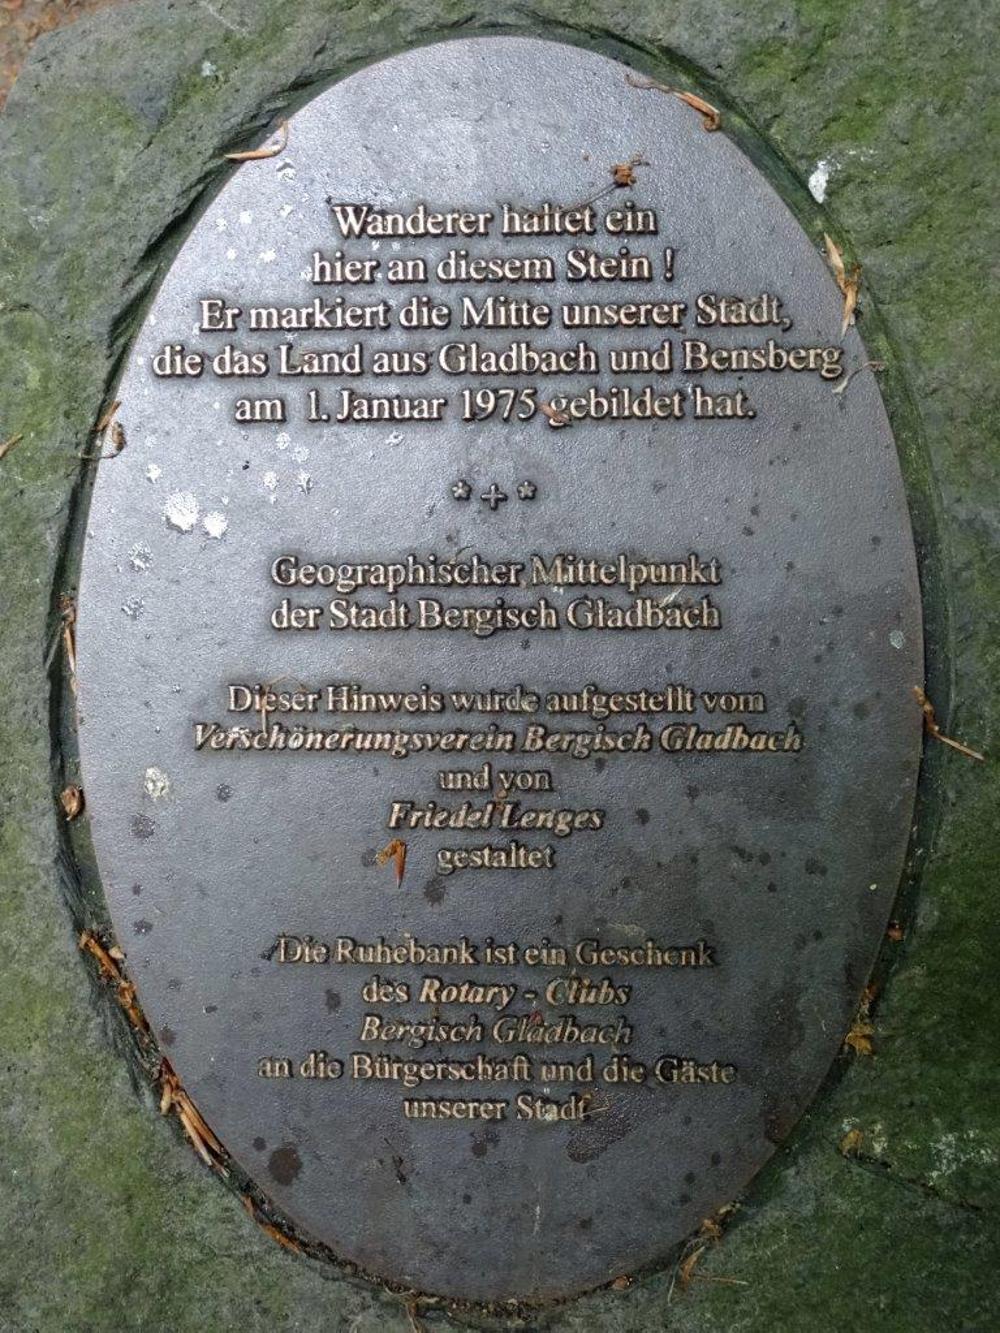 Wanderer haltet ein
hier an diesem Stein !
Er markiert die Mitte unserer Stadt,
die das Land aus Gladbach und Bensberg
am 1. Januar 1975 gebildet hat.
* + *
Geographischer Mittelpunkt
der Stadt Bergisch Gladbach
Dieser Hinweis wurde aufgestellt vom
Verschönerungsverein Bergisch Gladbach
und von
Friedel Lenges
gestaltet
Die Ruhebank ist ein Geschenk
des Rotary - Clubs
Bergisch Gladbach
an die Bürgerschaft und die Gäste
unserer Stadt